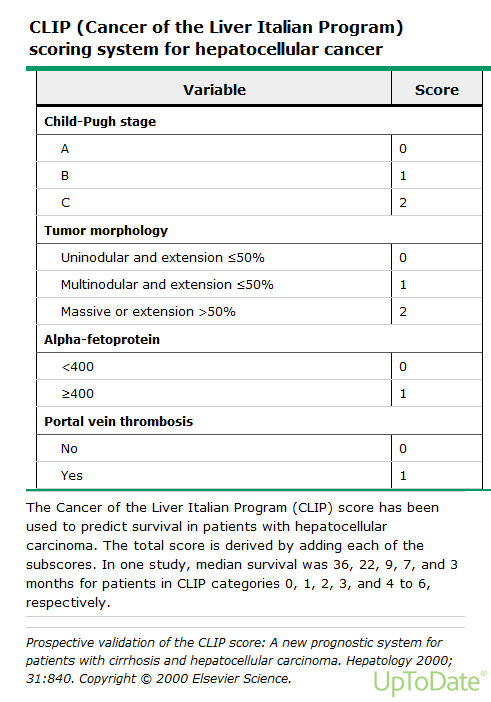 CLIP (Cancer of the Liver Italian Program)
scoring system for hepatocellular cancer
Variable Score
Child-Pugh stage
A 0
B 1
C 2
Tumor morphology
Uninodular and extension ≤50% 0
Multinodular and extension ≤50% 1
Massive or extension >50% 2
Alpha-fetoprotein
<400 0
≥400 1
Portal vein thrombosis
No 0
Yes 1
The Cancer of the Liver Italian Program (CLIP) score has been
used to predict survival in patients with hepatocellular
carcinoma. The total score is derived by adding each of the
subscores. In one study, median survival was 36, 22, 9, 7, and 3
months for patients in CLIP categories 0, 1, 2, 3, and 4 to 6,
respectively.
Prospective validation of the CLIP score: A new prognostic system for
patients with cirrhosis and hepatocellular carcinoma. Hepatology 2000;
31:840. Copyright © 2000 Elsevier Science.
UpToDate®